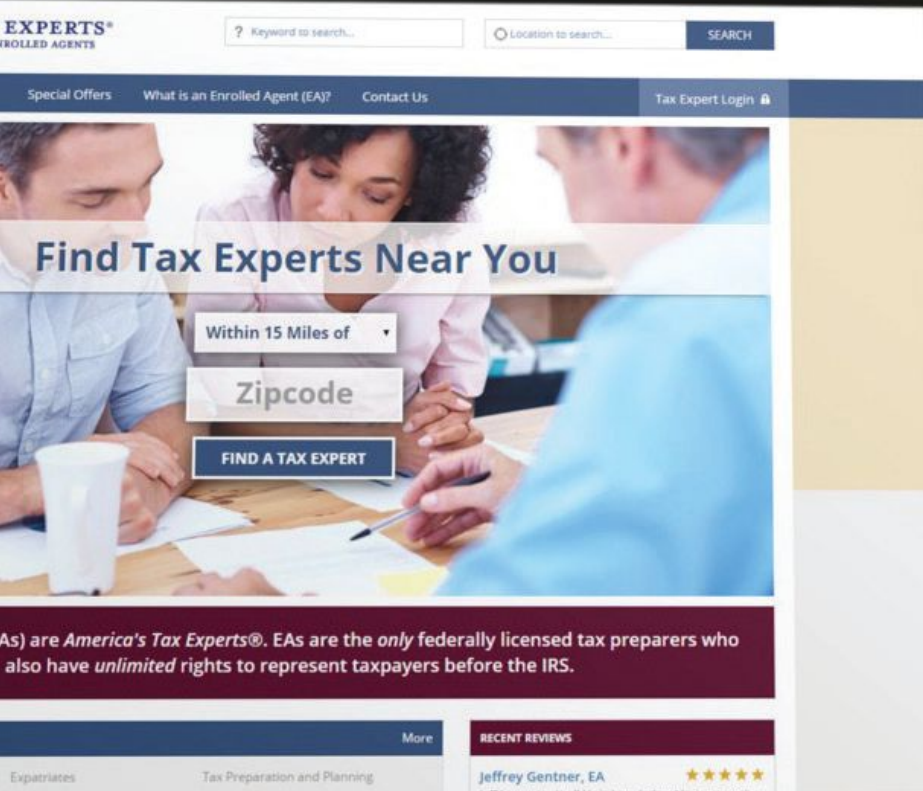 EXPERTS®
NROLLED AGENTS
? Keyword to search...
Location to search...
SEARCH
Special Offers
What is an Enrolled Agent (EA)?
Contact Us
Tax Expert Login
Find Tax Experts Near You
Within 15 Miles of
Zipcode
FIND A TAX EXPERT
As) are America's Tax Experts®. EAs are the only federally licensed tax preparers who
also have unlimited rights to represent taxpayers before the IRS.
More
RECENT REVIEWS
Expatriates
Tax Preparation and Planning
Jeffrey Gentner, EA